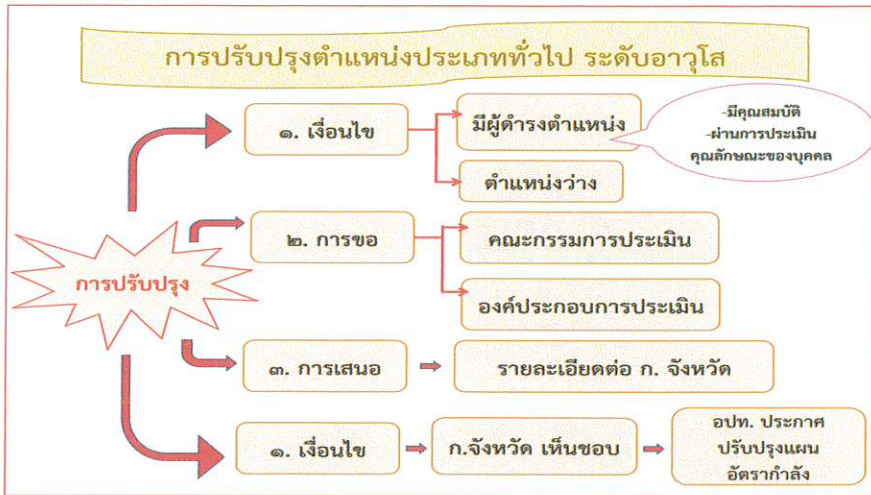 การปรับปรุงตำแหน่งประเภททั่วไป ระดับอาวุโส
๑. เงื่อนไข
มีผู้ดำรงตำแหน่ง
-มีคุณสมบัติ
-ผ่านการประเมิน
คุณลักษณะของบุคคล
ตำแหน่งว่าง
๒. การขอ
คณะกรรมการประเมิน
การปรับปรุง
องค์ประกอบการประเมิน
๓. การเสนอ
รายละเอียดต่อ ก. จังหวัด
๑. เงื่อนไข
ก.จังหวัด เห็นชอบ
อปท. ประกาศ
ปรับปรุงแผน
อัตรากำลัง